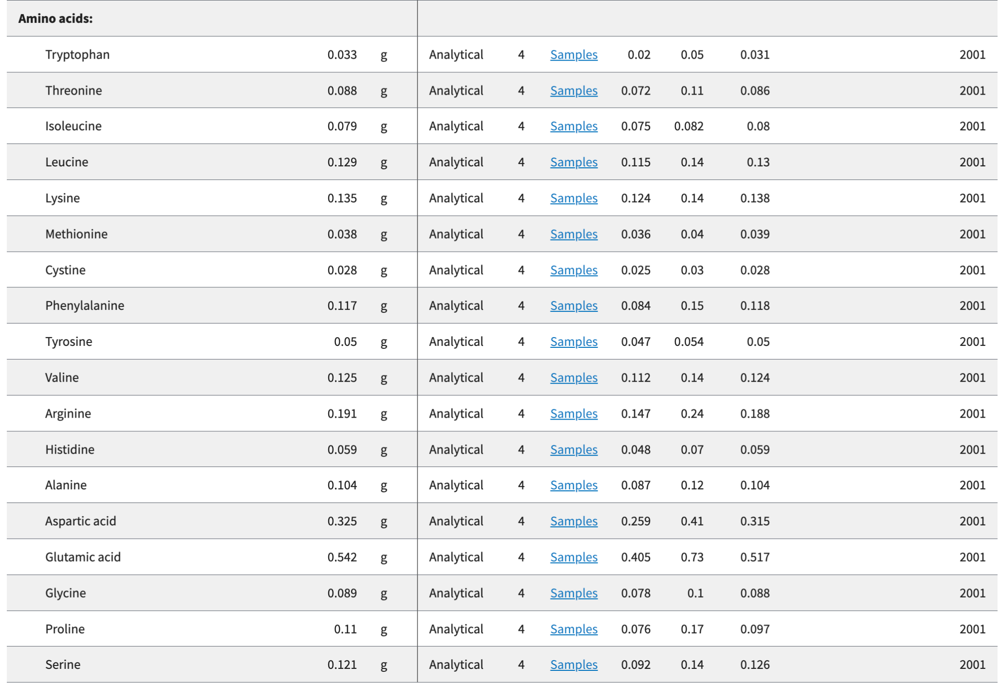 Amino acids:
Tryptophan 0.033 g Analytical 4 Samples 0.02 0.05 0.031 2001
Threonine 0.088 g Analytical 4 Samples 0.072 0.11 0.086 2001
Isoleucine 0.079 g Analytical 4 Samples 0.075 0.082 0.08 2001
Leucine 0.129 g Analytical 4 Samples 0.115 0.14 0.13 2001
Lysine 0.135 g Analytical 4 Samples 0.124 0.14 0.138 2001
Methionine 0.038 g Analytical 4 Samples 0.036 0.04 0.039 2001
Cystine 0.028 g Analytical 4 Samples 0.025 0.03 0.028 2001
Phenylalanine 0.117 g Analytical 4 Samples 0.084 0.15 0.118 2001
Tyrosine 0.05 g Analytical 4 Samples 0.047 0.054 0.05 2001
Valine 0.125 g Analytical 4 Samples 0.112 0.14 0.124 2001
Arginine 0.191 g Analytical 4 Samples 0.147 0.24 0.188 2001
Histidine 0.059 g Analytical 4 Samples 0.048 0.07 0.059 2001
Alanine 0.104 g Analytical 4 Samples 0.087 0.12 0.104 2001
Aspartic acid 0.325 g Analytical 4 Samples 0.259 0.41 0.315 2001
Glutamic acid 0.542 g Analytical 4 Samples 0.405 0.73 0.517 2001
Glycine 0.089 g Analytical 4 Samples 0.078 0.1 0.088 2001
Proline 0.11 g Analytical 4 Samples 0.076 0.17 0.097 2001
Serine 0.121 g Analytical 4 Samples 0.092 0.14 0.126 2001